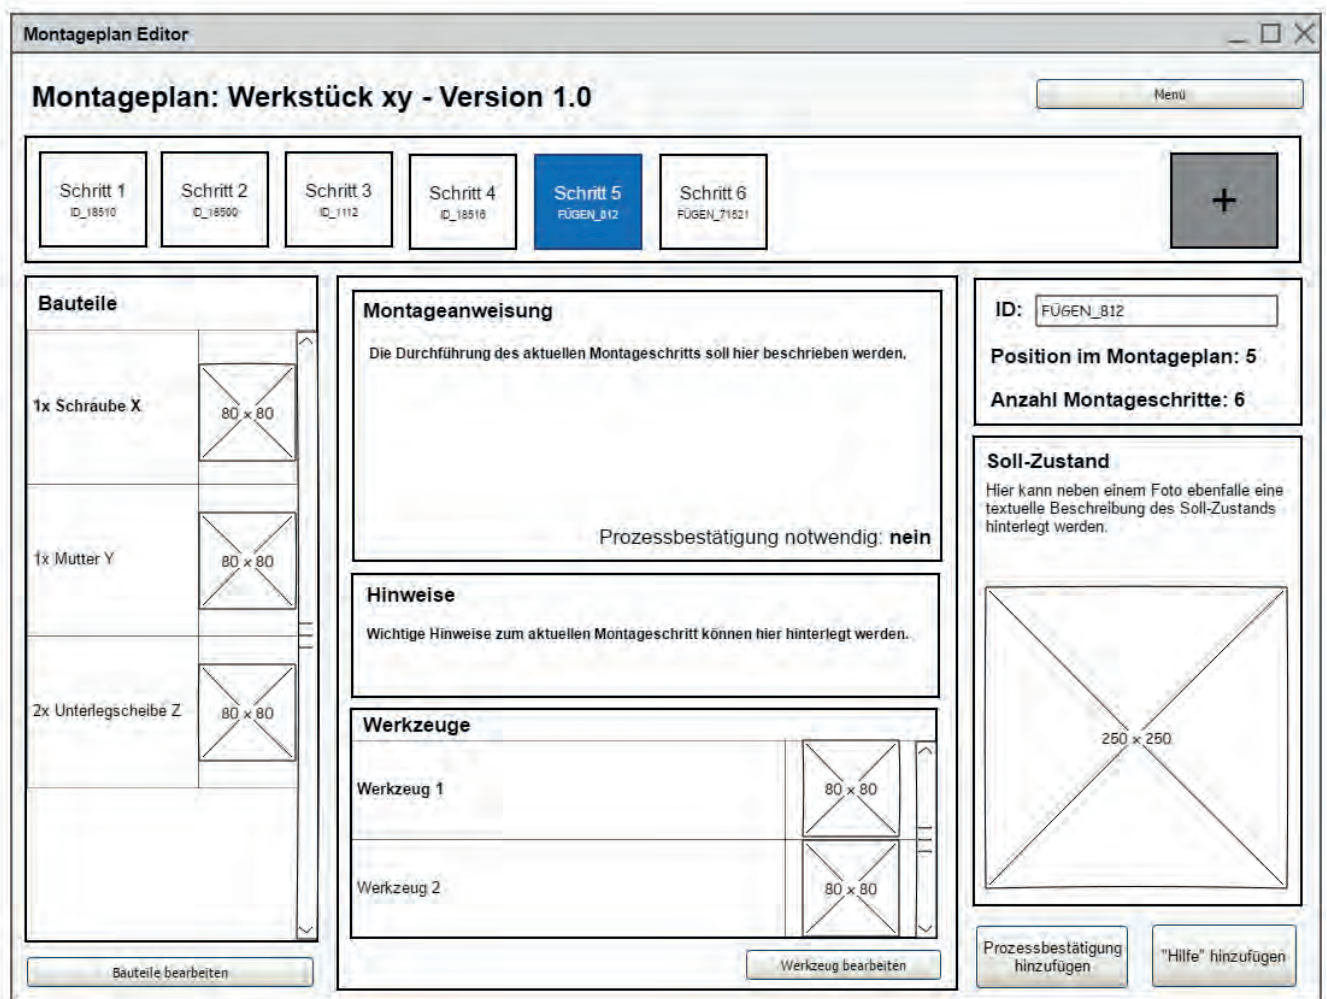 Montageplan Editor
Montageplan: Werkstück xy - Version 1.0
Menü
Schritt 1
ID_18510
Schritt 2
ID_18500
Schritt 3
ID_1112
Schritt 4
ID_18516
Schritt 5
FÜGEN_812
Schritt 6
FÜGEN_71521
+
Bauteile
1x Schraube X
80 x 80
1x Mutter Y
80 x 80
2x Unterlegscheibe Z
80 x 80
Bauteile bearbeiten
Montageanweisung
Die Durchführung des aktuellen Montageschritts soll hier beschrieben werden.
Prozessbestätigung notwendig: nein
Hinweise
Wichtige Hinweise zum aktuellen Montageschritt können hier hinterlegt werden.
Werkzeuge
Werkzeug 1
80 x 80
Werkzeug 2
80 x 80
Werkzeug bearbeiten
ID: FÜGEN_812
Position im Montageplan: 5
Anzahl Montageschritte: 6
Soll-Zustand
Hier kann neben einem Foto ebenfalle eine
textuelle Beschreibung des Soll-Zustands
hinterlegt werden.
250 x 250
Prozessbestätigung
hinzufügen
"Hilfe" hinzufügen